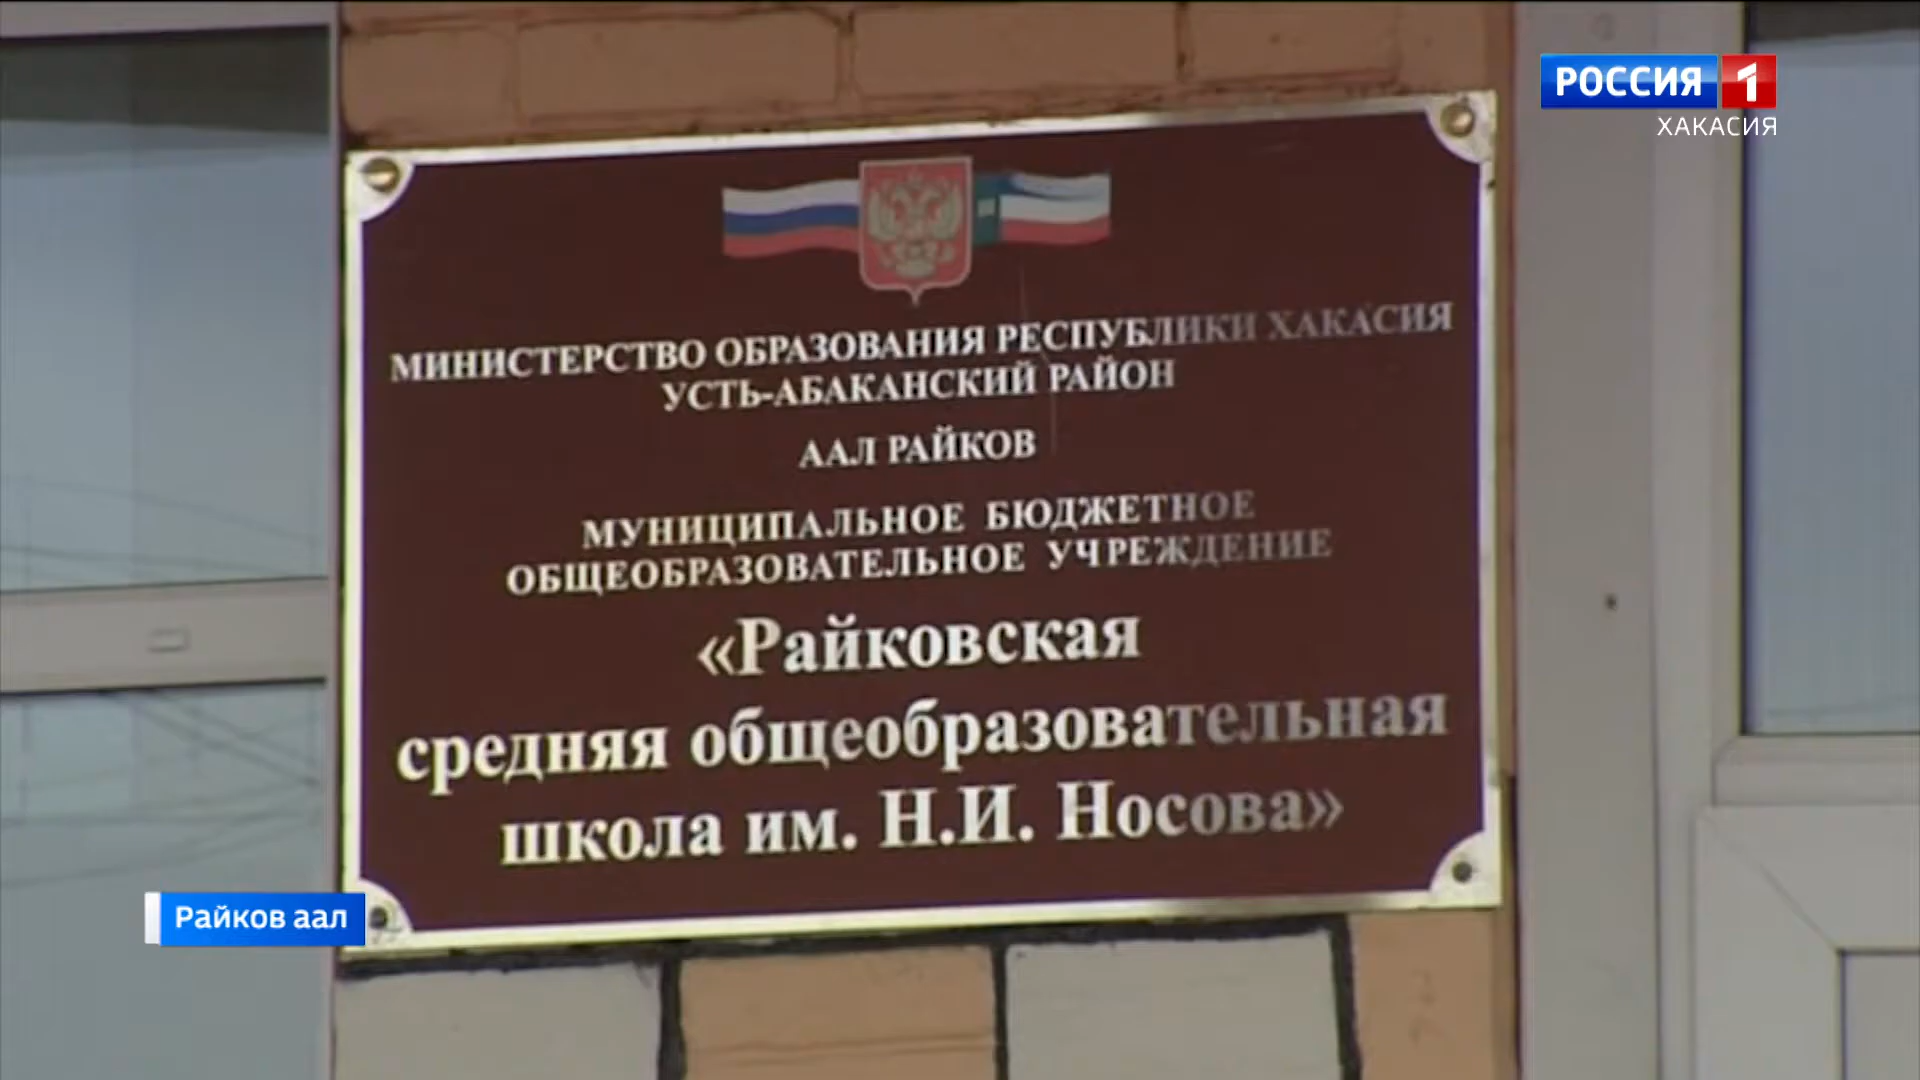 РОССИЯ 1
ХАКАСИЯ
МИНИСТЕРСТВО ОБРАЗОВАНИЯ РЕСПУБЛИКИ ХАКАСИЯ
УСТЬ-АБАКАНСКИЙ РАЙОН
ААЛ РАЙКОВ
МУНИЦИПАЛЬНОЕ БЮДЖЕТНОЕ
ОБЩЕОБРАЗОВАТЕЛЬНОЕ УЧРЕЖДЕНИЕ
«Райковская
средняя общеобразовательная
школа им. Н.И. Носова»
Райков аал